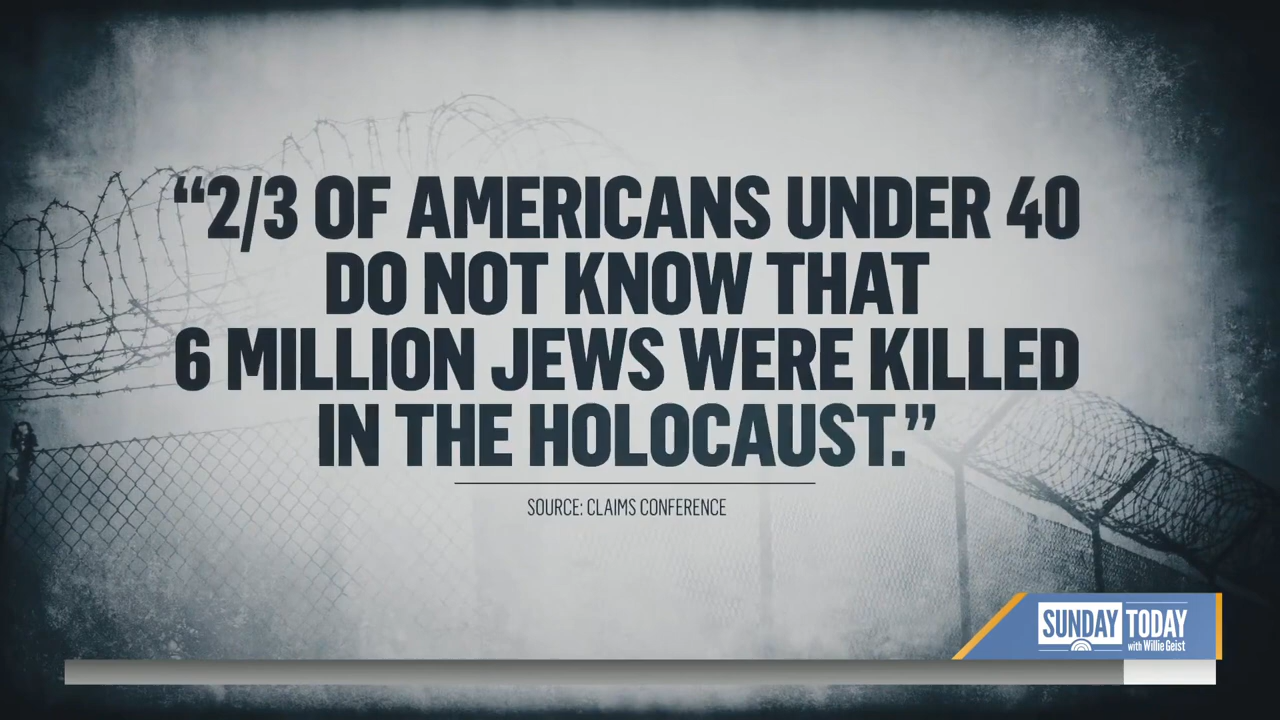 “2/3 OF AMERICANS UNDER 40
DO NOT KNOW THAT
6 MILLION JEWS WERE KILLED
IN THE HOLOCAUST.”
SOURCE: CLAIMS CONFERENCE
SUNDAY TODAY
with Willie Geist